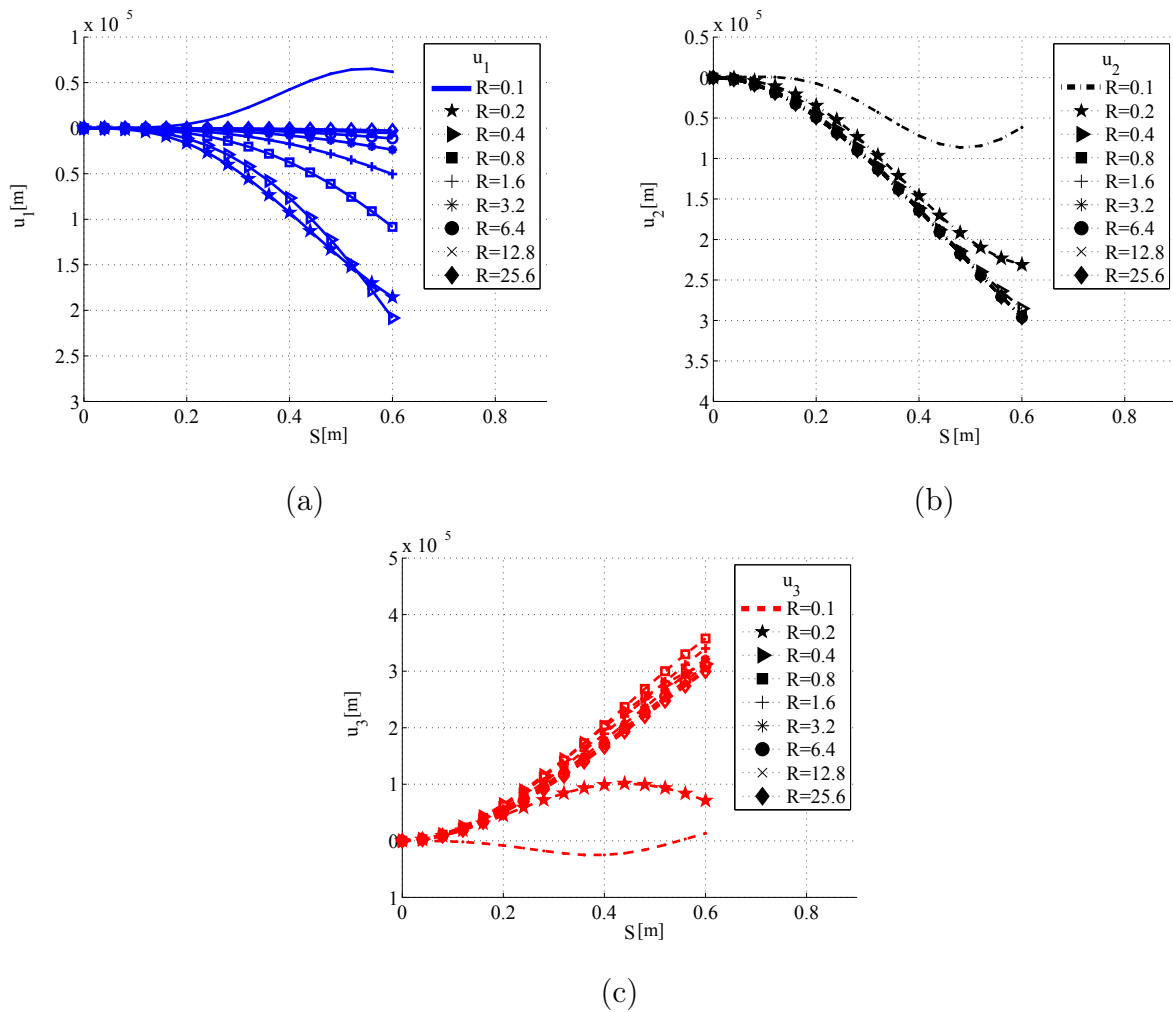 x 10 5
1
0.5
0
0.5
1
1.5
2
2.5
3
u1[m]
0 0.2 0.4 0.6 0.8
S[m]
u1
R=0.1
R=0.2
R=0.4
R=0.8
R=1.6
R=3.2
R=6.4
R=12.8
R=25.6
(a)
x 10 5
0.5
0
0.5
1
1.5
2
2.5
3
3.5
4
u2[m]
0 0.2 0.4 0.6 0.8
S[m]
u2
R=0.1
R=0.2
R=0.4
R=0.8
R=1.6
R=3.2
R=6.4
R=12.8
R=25.6
(b)
x 10 5
5
4
3
2
1
0
1
u3[m]
0 0.2 0.4 0.6 0.8
S[m]
u3
R=0.1
R=0.2
R=0.4
R=0.8
R=1.6
R=3.2
R=6.4
R=12.8
R=25.6
(c)